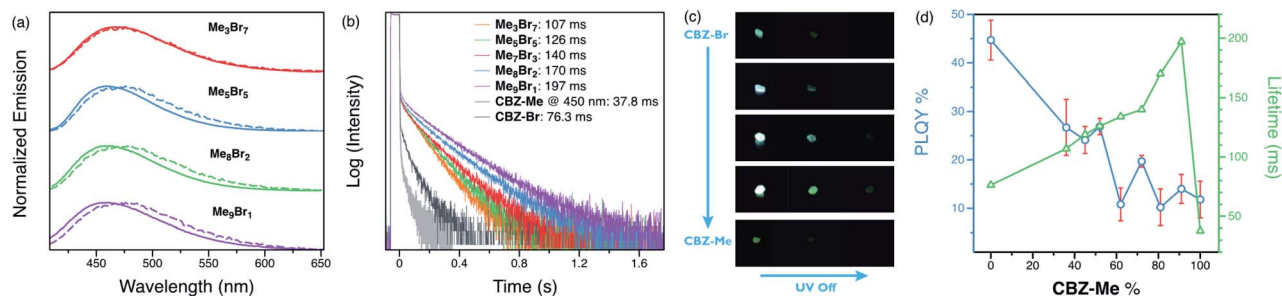 (a)
Normalized Emission
Me3Br7
Me5Br5
Me8Br2
Me9Br1
450 500 550 600 650
Wavelength (nm)
(b)
Log (Intensity)
Me3Br7: 107 ms
Me5Br5: 126 ms
Me7Br3: 140 ms
Me8Br2: 170 ms
Me9Br1: 197 ms
CBZ-Me @ 450 nm: 37.8 ms
CBZ-Br: 76.3 ms
0 0.4 0.8 1.2 1.6
Time (s)
(c)
CBZ-Br
CBZ-Me
UV Off
(d)
PLQY %
50
40
30
20
10
0 20 40 60 80 100
CBZ-Me %
200
150
100
50
Lifetime (ms)